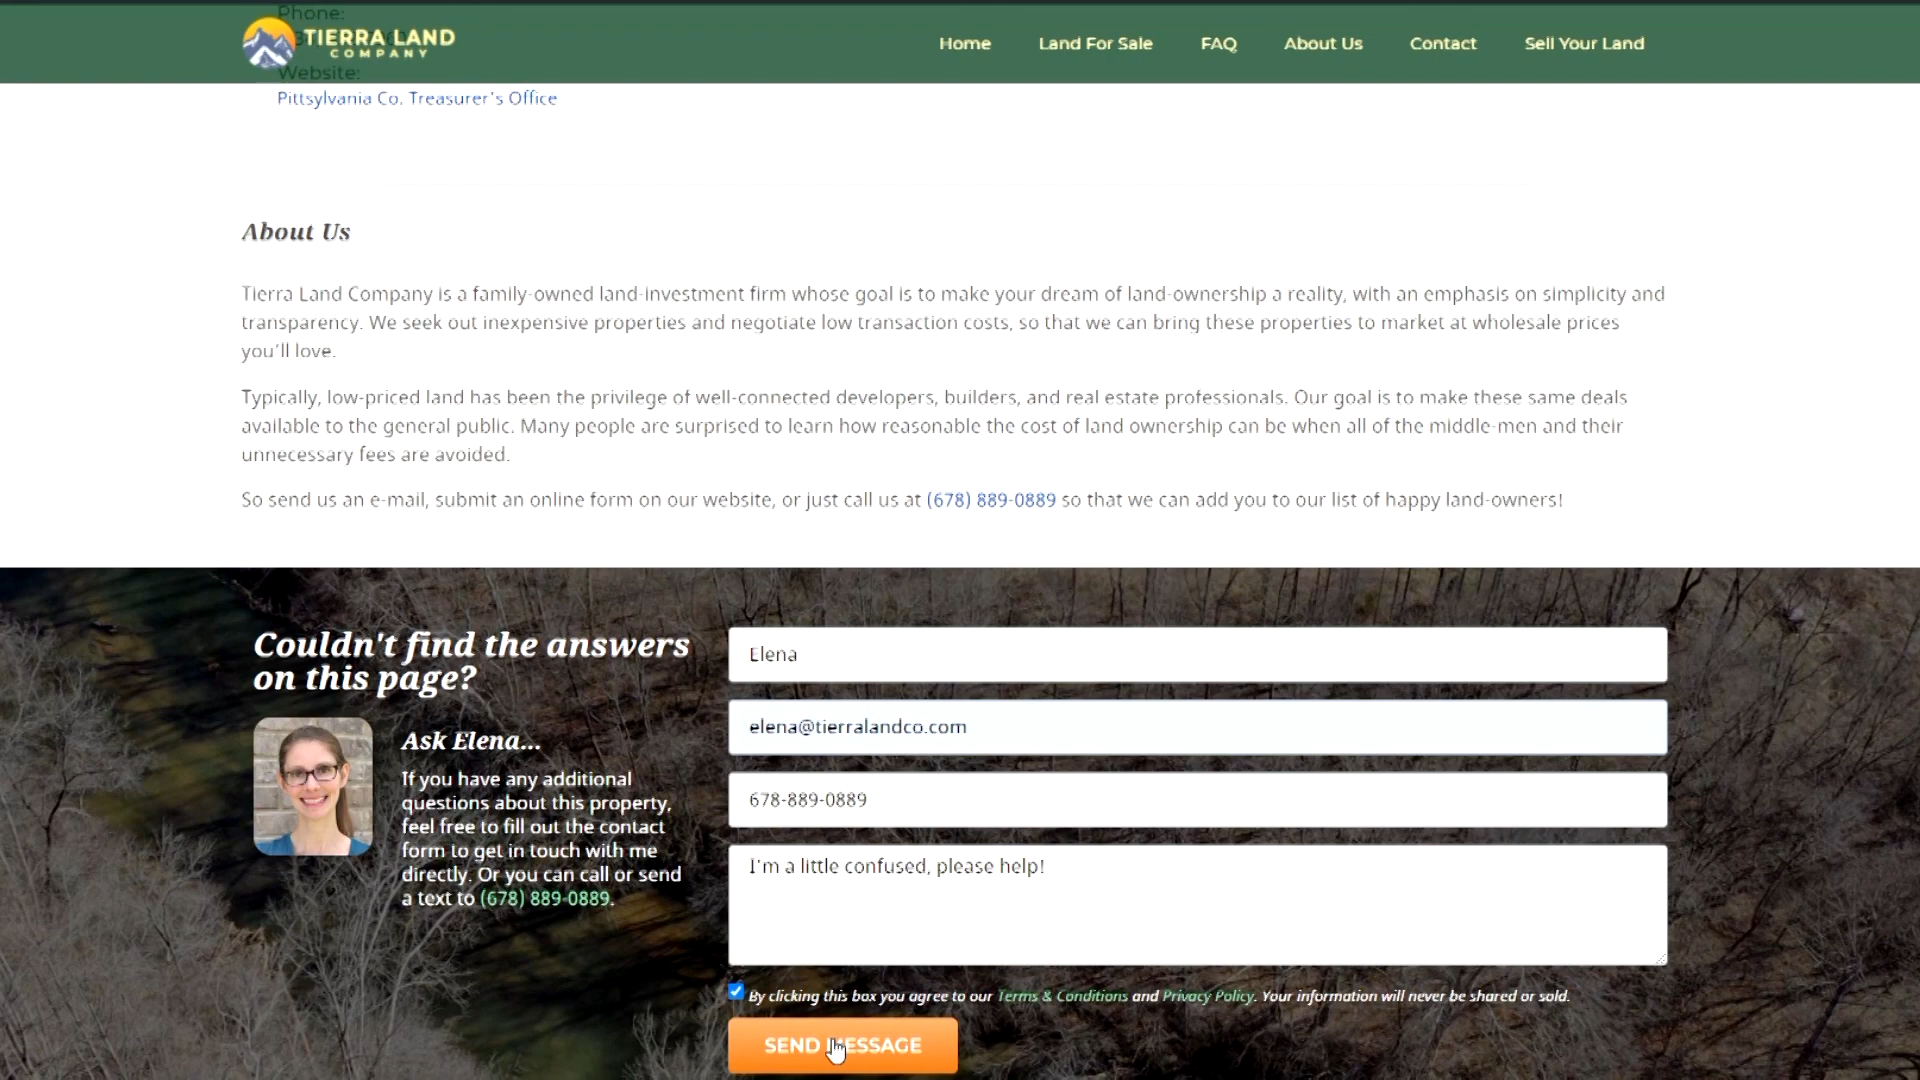 Phone:
TIERRA LAND
COMPANY
Home
Land For Sale
FAQ
About Us
Contact
Sell Your Land
Website:
Pittsylvania Co. Treasurer's Office
About Us
Tierra Land Company is a family-owned land-investment firm whose goal is to make your dream of land-ownership a reality, with an emphasis on simplicity and
transparency. We seek out inexpensive properties and negotiate low transaction costs, so that we can bring these properties to market at wholesale prices
you'll love.
Typically, low-priced land has been the privilege of well-connected developers, builders, and real estate professionals. Our goal is to make these same deals
available to the general public. Many people are surprised to learn how reasonable the cost of land ownership can be when all of the middle-men and their
unnecessary fees are avoided.
So send us an e-mail, submit an online form on our website, or just call us at (678) 889-0889 so that we can add you to our list of happy land-owners!
Couldn't find the answers
on this page?
Ask Elena...
If you have any additional
questions about this property,
feel free to fill out the contact
form to get in touch with me
directly. Or you can call or send
a text to (678) 889-0889.
Elena
elena@tierralandco.com
678-889-0889
I'm a little confused, please help!
By clicking this box you agree to our Terms & Conditions and Privacy Policy. Your information will never be shared or sold.
SEND MESSAGE